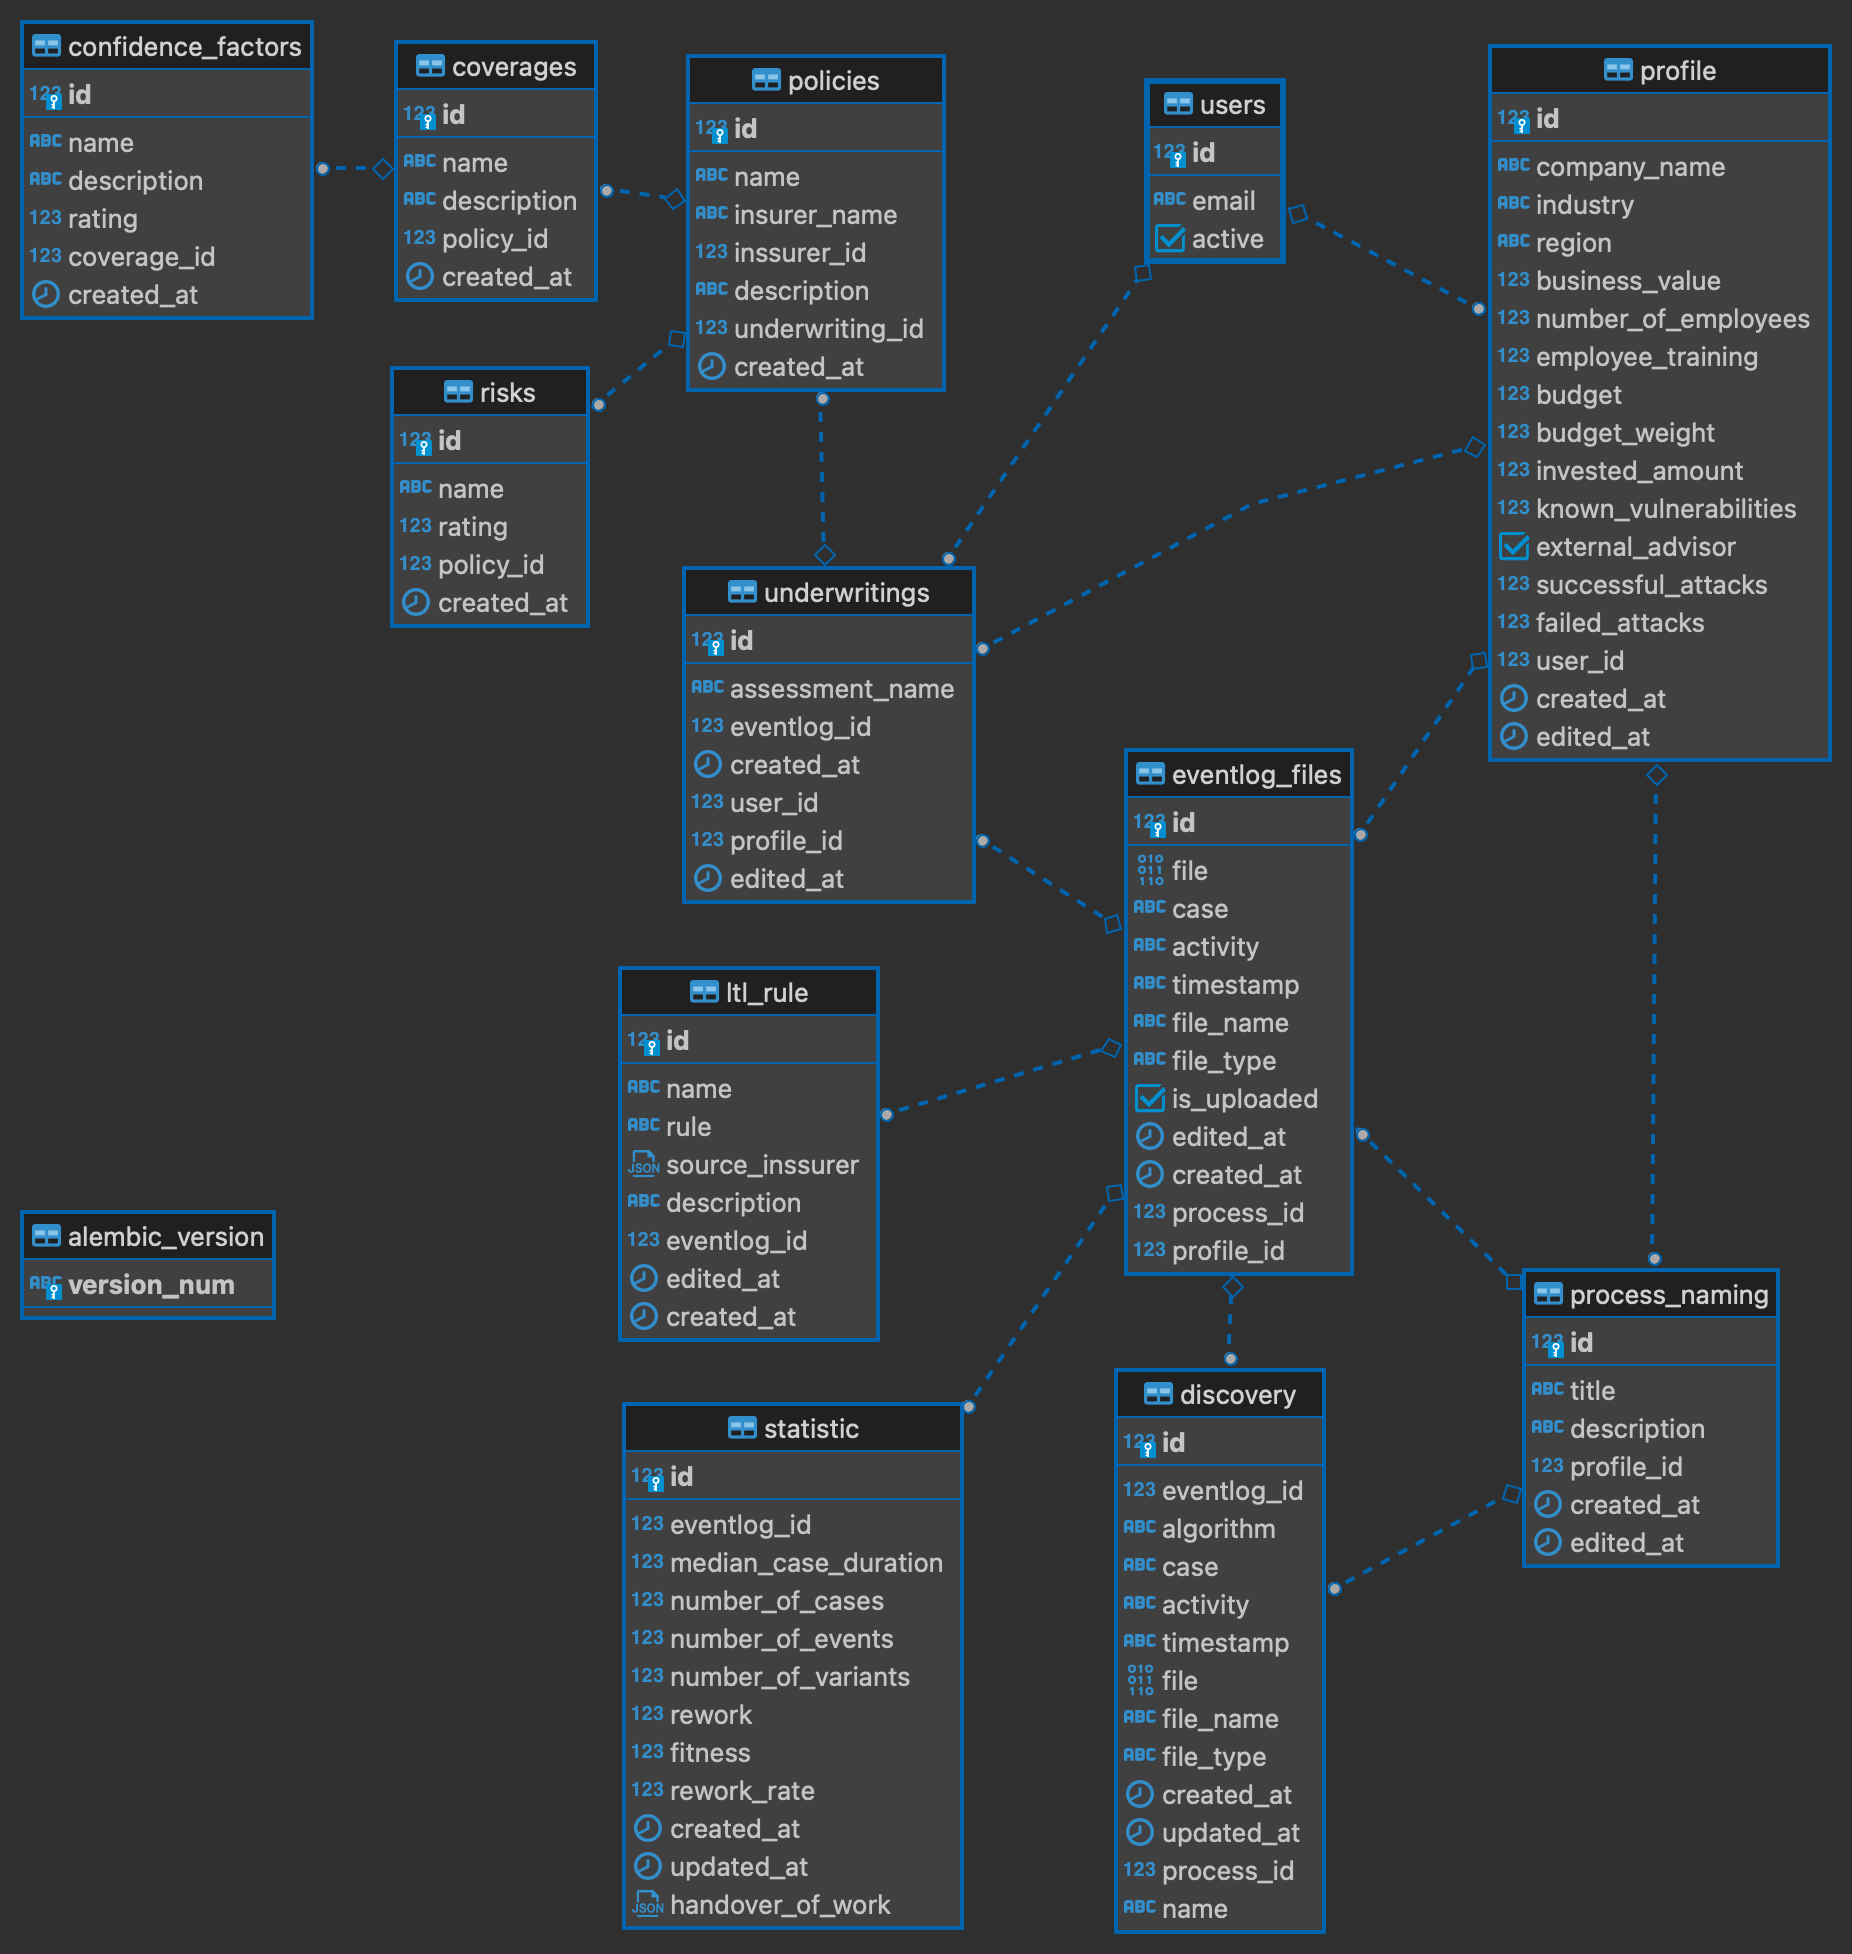 confidence_factors
123 id
ABC name
ABC description
123 rating
123 coverage_id
created_at
coverages
123 id
ABC name
ABC description
123 policy_id
created_at
policies
123 id
ABC name
ABC insurer_name
123 inssurer_id
ABC description
123 underwriting_id
created_at
users
123 id
ABC email
active
profile
123 id
ABC company_name
ABC industry
ABC region
123 business_value
123 number_of_employees
123 employee_training
123 budget
123 budget_weight
123 invested_amount
123 known_vulnerabilities
external_advisor
123 successful_attacks
123 failed_attacks
123 user_id
created_at
edited_at
risks
123 id
ABC name
123 rating
123 policy_id
created_at
underwritings
123 id
ABC assessment_name
123 eventlog_id
created_at
123 user_id
123 profile_id
edited_at
eventlog_files
123 id
010 011 110 file
ABC case
ABC activity
ABC timestamp
ABC file_name
ABC file_type
is_uploaded
edited_at
created_at
123 process_id
123 profile_id
ltl_rule
123 id
ABC name
ABC rule
JSON source_inssurer
ABC description
123 eventlog_id
edited_at
created_at
alembic_version
ABC version_num
process_naming
123 id
ABC title
ABC description
123 profile_id
created_at
edited_at
statistic
123 id
123 eventlog_id
123 median_case_duration
123 number_of_cases
123 number_of_events
123 number_of_variants
123 rework
123 fitness
123 rework_rate
created_at
updated_at
JSON handover_of_work
discovery
123 id
123 eventlog_id
ABC algorithm
ABC case
ABC activity
ABC timestamp
010 011 110 file
ABC file_name
ABC file_type
created_at
updated_at
123 process_id
ABC name